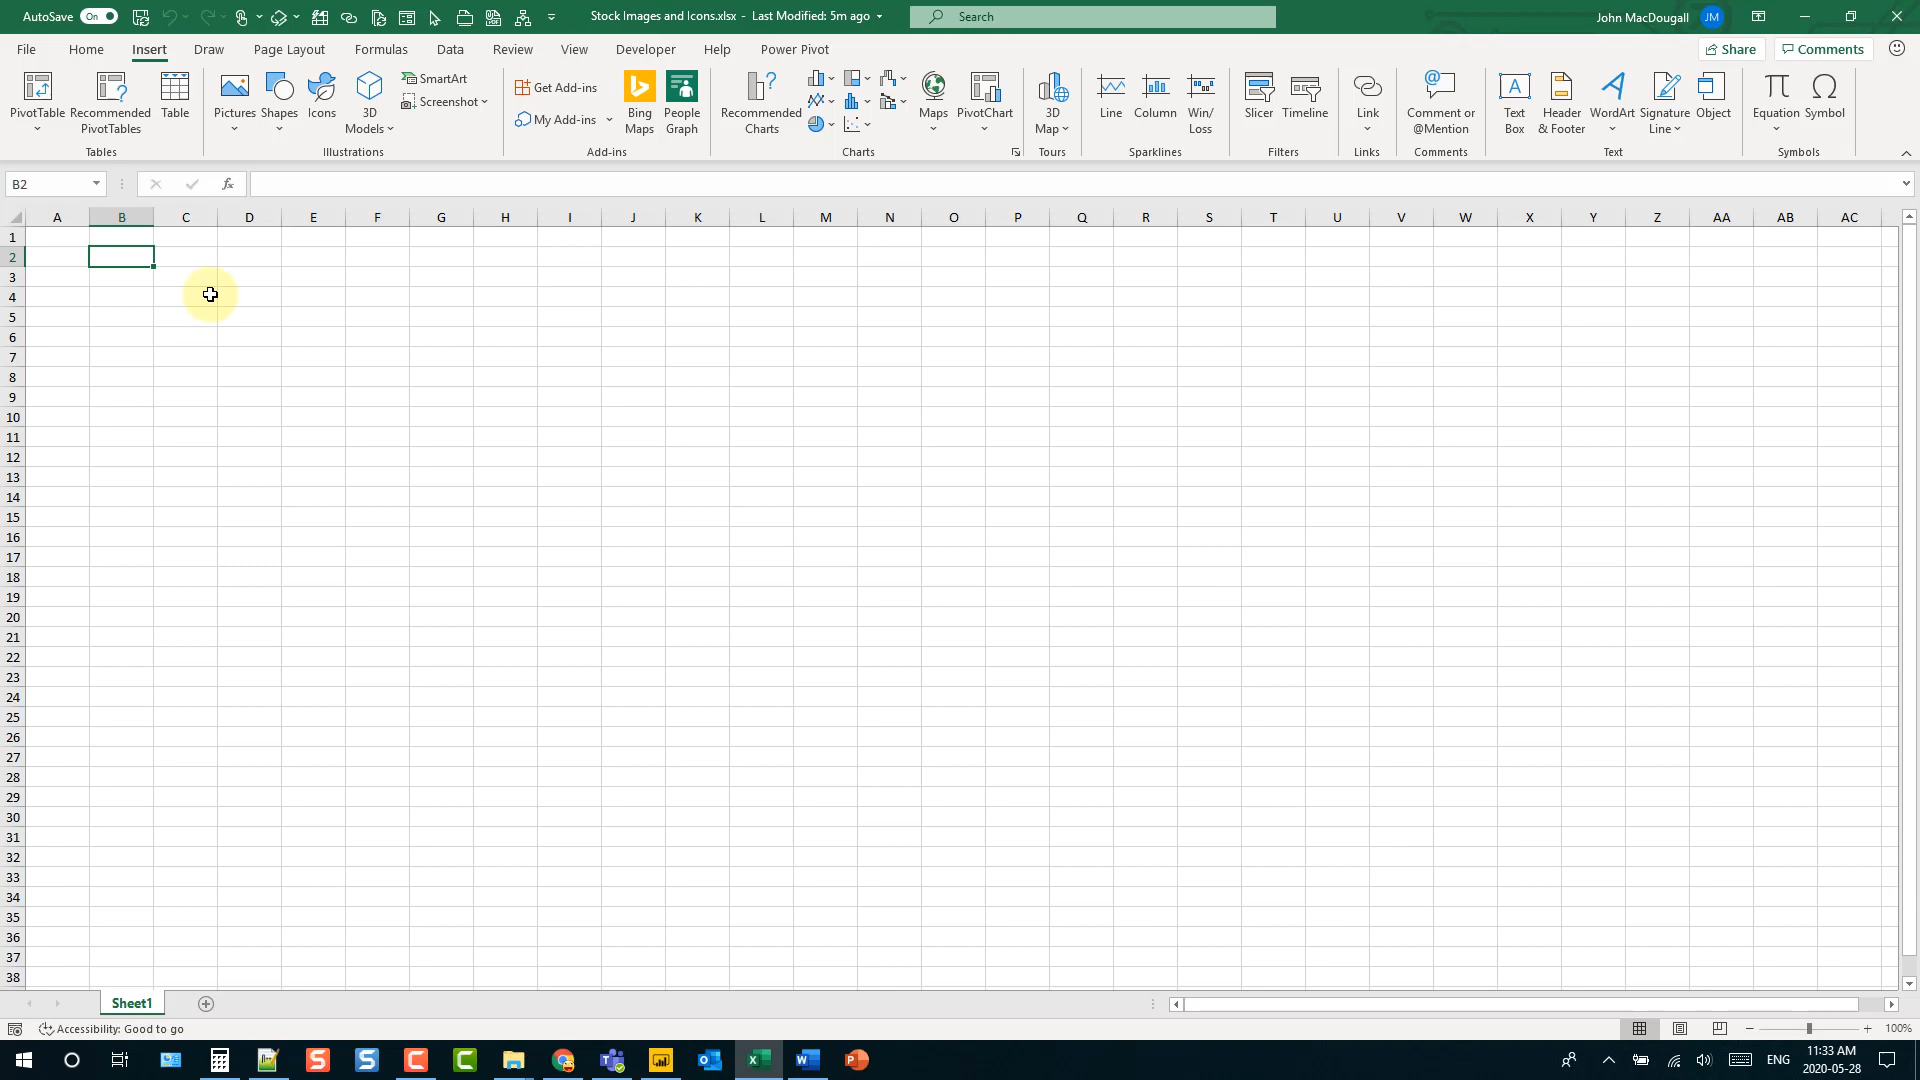 AutoSave On Stock Images and Icons.xlsx - Last Modified: 5m ago Search John MacDougall JM
File Home Insert Draw Page Layout Formulas Data Review View Developer Help Power Pivot Share Comments
PivotTable Recommended PivotTables Table
Tables
Pictures Shapes Icons 3D Models SmartArt Screenshot
Illustrations
Get Add-ins My Add-ins Bing Maps People Graph
Add-ins
Recommended Charts Maps PivotChart
Charts
3D Map
Tours
Line Column Win/Loss
Sparklines
Slicer Timeline
Filters
Link
Links
Comment or @Mention
Comments
Text Box Header & Footer WordArt Signature Line Object
Text
Equation Symbol
Symbols
B2 fx
A B C D E F G H I J K L M N O P Q R S T U V W X Y Z AA AB AC
1
2
3
4
5
6
7
8
9
10
11
12
13
14
15
16
17
18
19
20
21
22
23
24
25
26
27
28
29
30
31
32
33
34
35
36
37
38
Sheet1
Accessibility: Good to go 100%
ENG 11:33 AM
2020-05-28